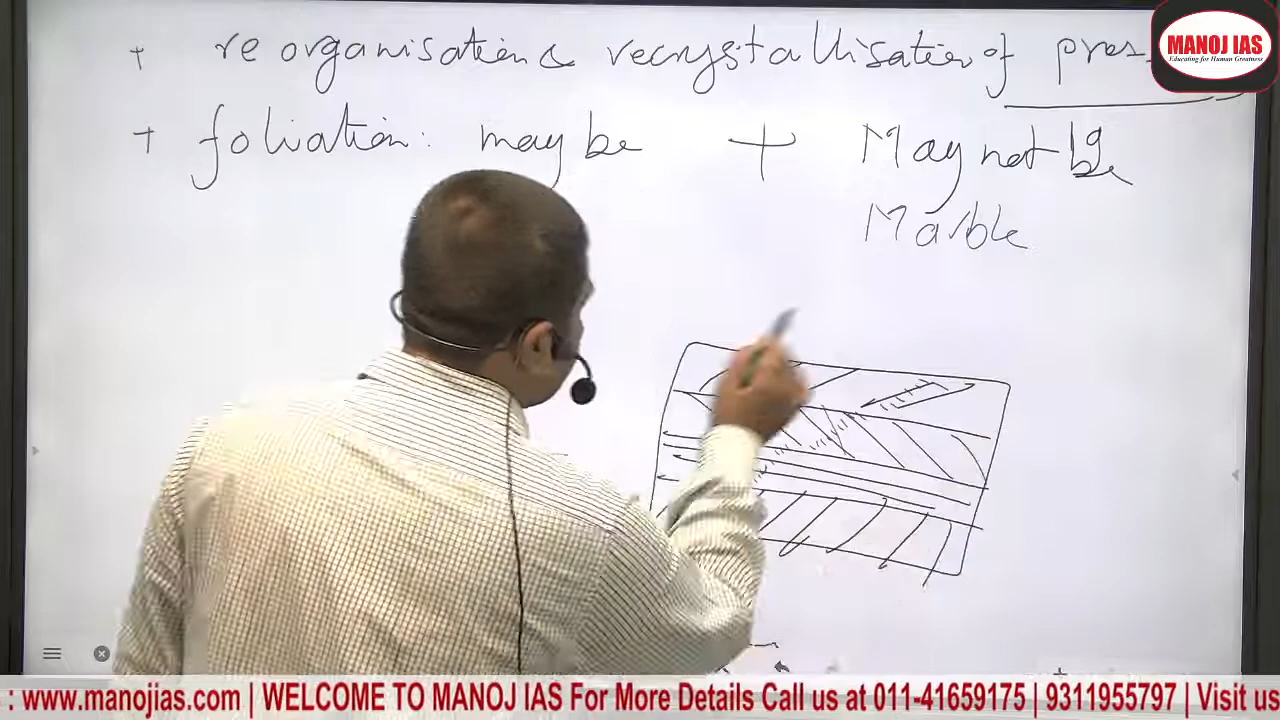 + reorganisation & recrystallisation of pres
MANOJ IAS
Educating for Human Greatness
+ foliation: may be + May not be
Marble
: www.manojias.com | WELCOME TO MANOJ IAS For More Details Call us at 011-41659175 | 9311955797 | Visit us